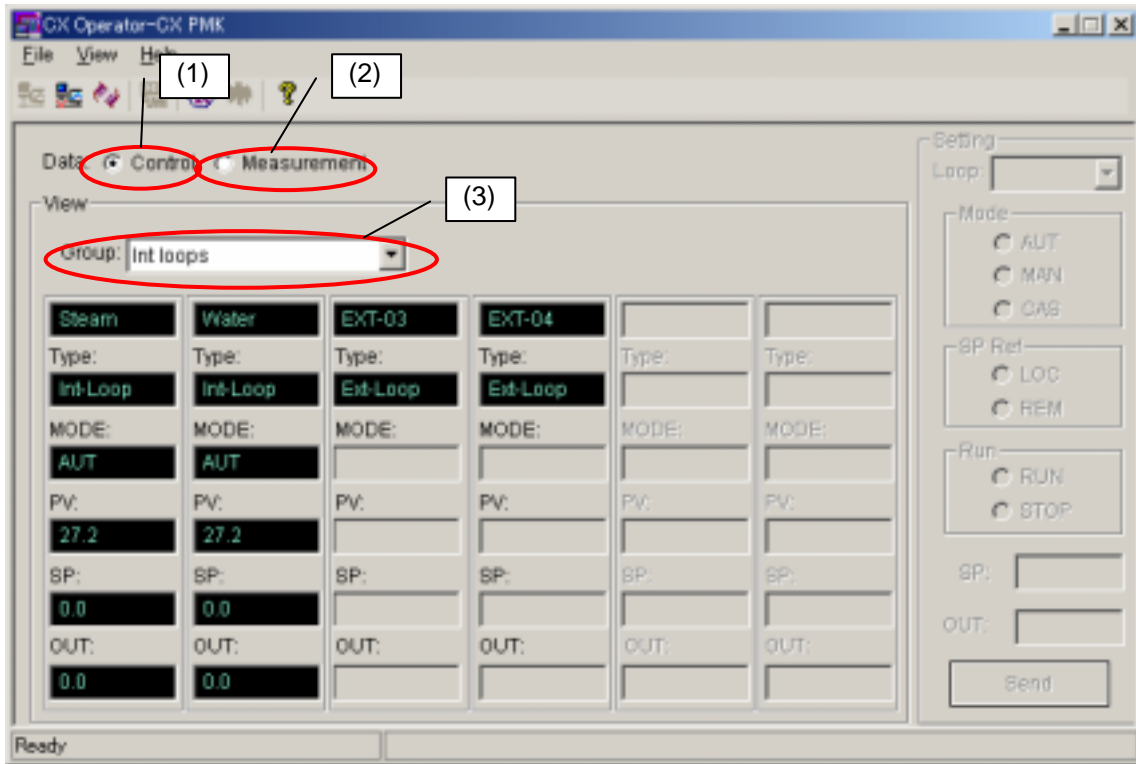 CX Operator-CX PMK
File View Help
(1) (2)
Data: Control Measurement
(3)
View
Group: Int loops
Steam Water EXT-03 EXT-04
Type: Type: Type: Type: Type: Type:
Int-Loop Int-Loop Ext-Loop Ext-Loop
MODE: MODE: MODE: MODE: MODE: MODE:
AUT AUT
PV: PV: PV: PV: PV: PV:
27.2 27.2
SP: SP: SP: SP: SP: SP:
0.0 0.0
OUT: OUT: OUT: OUT: OUT: OUT:
0.0 0.0
Setting
Loop:
Mode
AUT
MAN
CAS
SP Ref
LOC
REM
Run
RUN
STOP
SP:
OUT:
Send
Ready